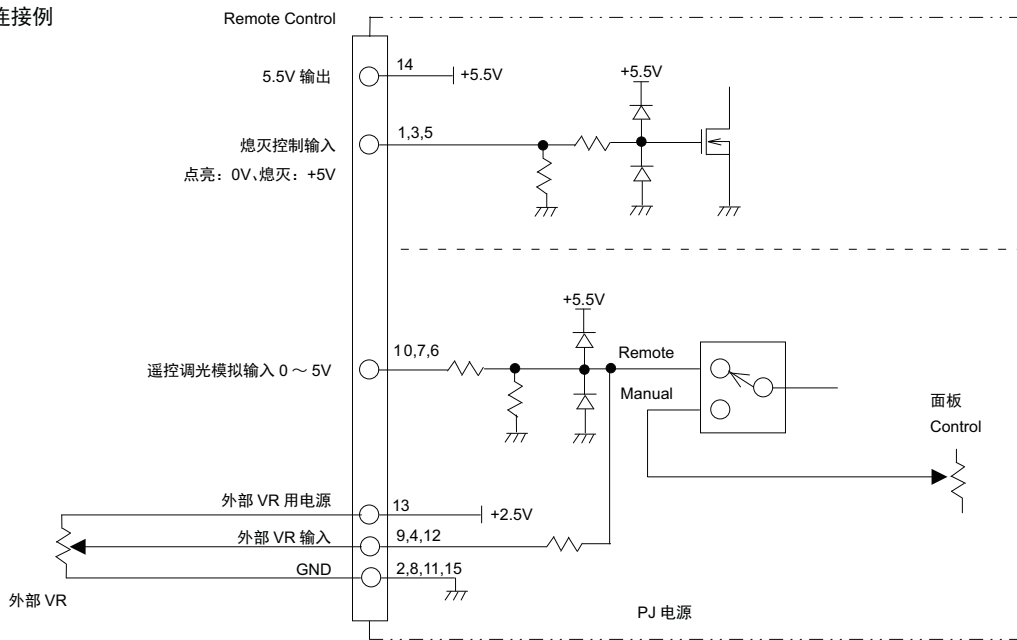 连接例
Remote Control
5.5V 输出
14
+5.5V
+5.5V
熄灭控制输入
1,3,5
点亮：0V、熄灭：+5V
+5.5V
遥控调光模拟输入 0 ～ 5V
10,7,6
Remote
Manual
面板
Control
外部 VR 用电源
13
+2.5V
外部 VR 输入
9,4,12
GND
2,8,11,15
外部 VR
PJ 电源